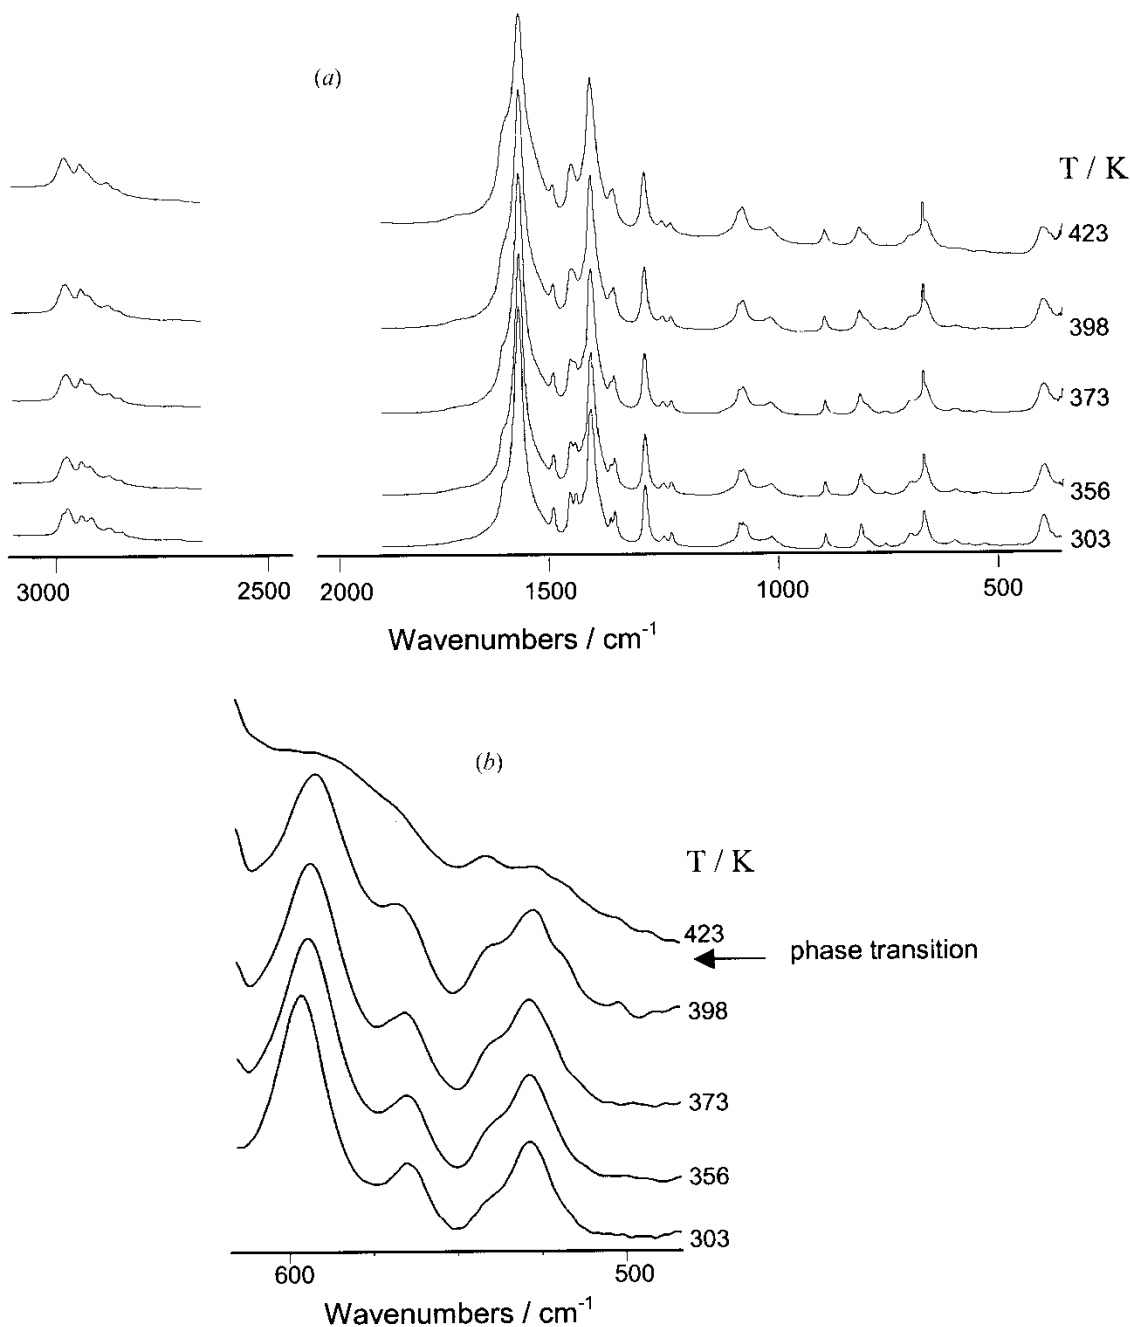 (a)
T / K
423
398
373
356
303
3000 2500 2000 1500 1000 500
Wavenumbers / cm-1
(b)
T / K
423
phase transition
398
373
356
303
600 500
Wavenumbers / cm-1